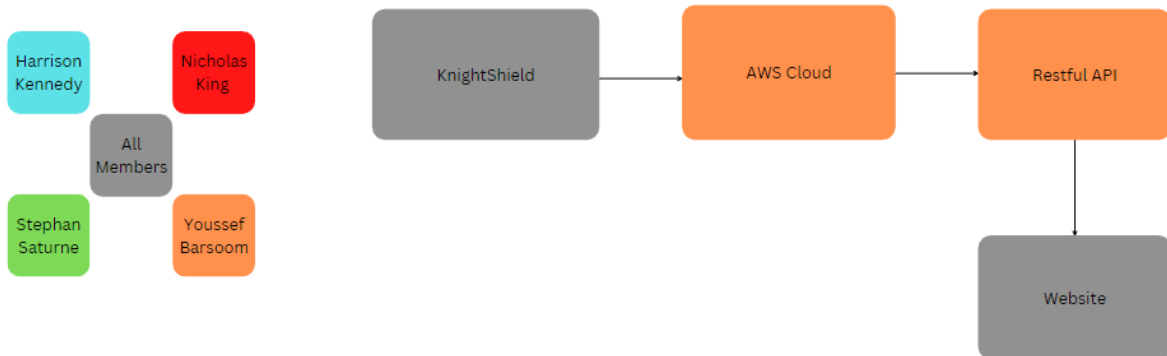 Harrison
Kennedy
Nicholas
King
All
Members
Stephan
Saturne
Youssef
Barsoom
KnightShield
AWS Cloud
Restful API
Website